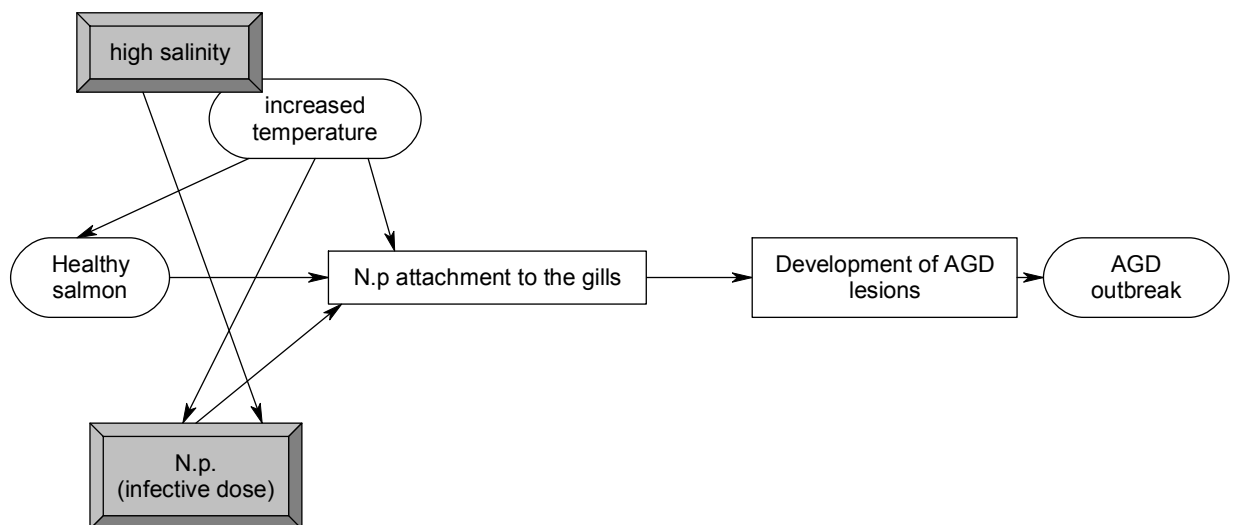 high salinity
increased
temperature
Healthy
salmon
N.p attachment to the gills
Development of AGD
lesions
AGD
outbreak
N.p.
(infective dose)